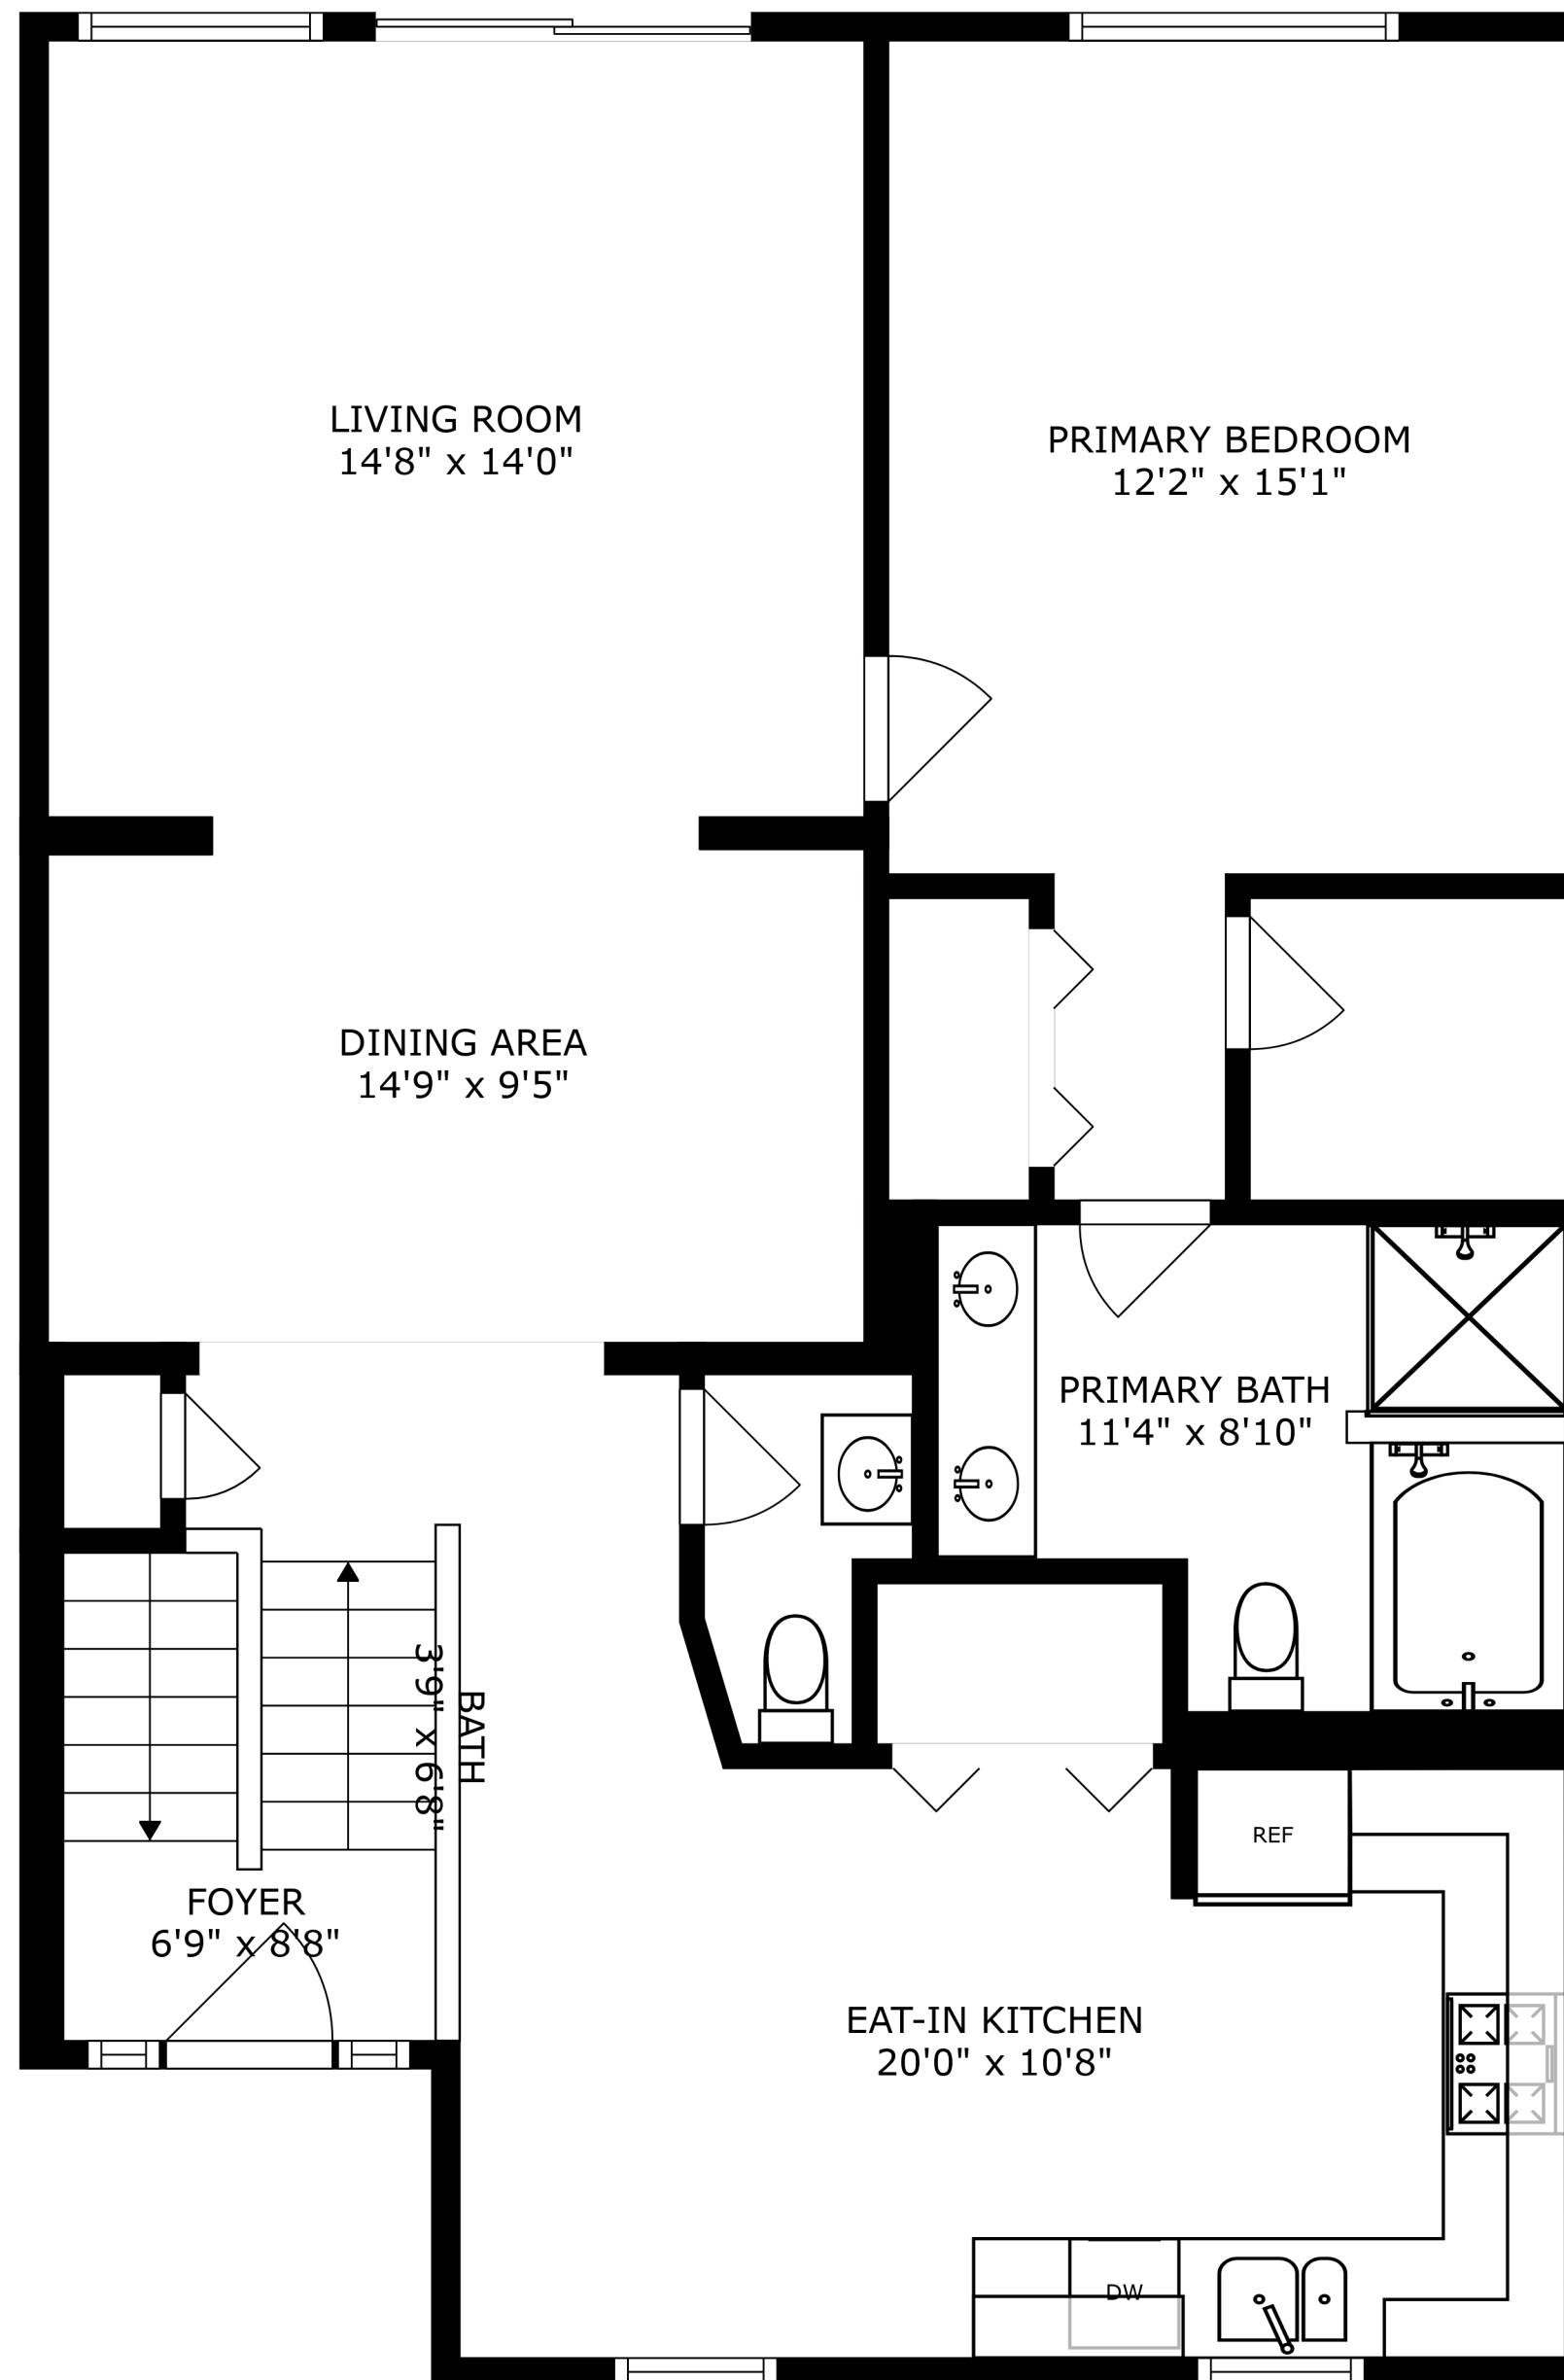 LIVING ROOM
14'8" x 14'0"
PRIMARY BEDROOM
12'2" x 15'1"
DINING AREA
14'9" x 9'5"
PRIMARY BATH
11'4" x 8'10"
BATH
3'9" x 6'8"
REF
FOYER
6'9" x 8'8"
EAT-IN KITCHEN
20'0" x 10'8"
DW